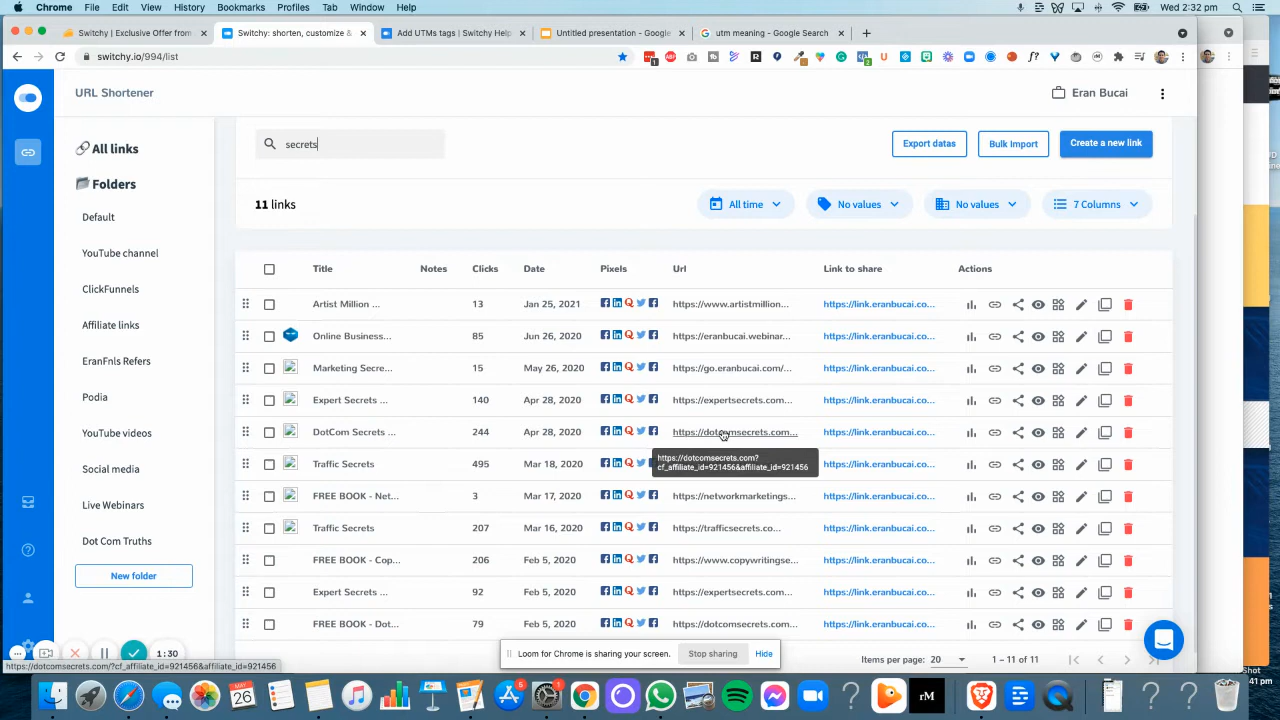 Chrome File Edit View History Bookmarks Profiles Tab Window Help Wed 2:32 pm
Switchy | Exclusive Offer from
Switchy: shorten, customize &
Add UTMs tags | Switchy Help
Untitled presentation - Google
utm meaning - Google Search
switchy.io/994/list
URL Shortener
Eran Bucai
All links
Folders
Default
YouTube channel
ClickFunnels
Affiliate links
EranFnls Refers
Podia
YouTube videos
Social media
Live Webinars
Dot Com Truths
New folder
secrets
Export datas
Bulk Import
Create a new link
11 links
All time
No values
No values
7 Columns
Title Notes Clicks Date Pixels Url Link to share Actions
Artist Million ... 13 Jan 25, 2021 https://www.artistmillion... https://link.eranbucai.co...
Online Business... 85 Jun 26, 2020 https://eranbucai.webinar... https://link.eranbucai.co...
Marketing Secre... 15 May 26, 2020 https://go.eranbucai.com/... https://link.eranbucai.co...
Expert Secrets ... 140 Apr 28, 2020 https://expertsecrets.com... https://link.eranbucai.co...
DotCom Secrets ... 244 Apr 28, 2020 https://dotcomsecrets.com... https://link.eranbucai.co...
https://dotcomsecrets.com?
cf_affiliate_id=921456&affiliate_id=921456
Traffic Secrets 495 Mar 18, 2020 https://link.eranbucai.co...
FREE BOOK - Net... 3 Mar 17, 2020 https://networkmarketings... https://link.eranbucai.co...
Traffic Secrets 207 Mar 16, 2020 https://trafficsecrets.co... https://link.eranbucai.co...
FREE BOOK - Cop... 206 Feb 5, 2020 https://www.copywritingse... https://link.eranbucai.co...
Expert Secrets ... 92 Feb 5, 2020 https://expertsecrets.com... https://link.eranbucai.co...
FREE BOOK - Dot... 79 Feb 5, 2020 https://dotcomsecrets.com... https://link.eranbucai.co...
Items per page: 20 1 – 11 of 11
Loom for Chrome is sharing your screen. Stop sharing Hide
1:30
https://dotcomsecrets.com/?cf_affiliate_id=921456&affiliate_id=921456
MAY
26
rM